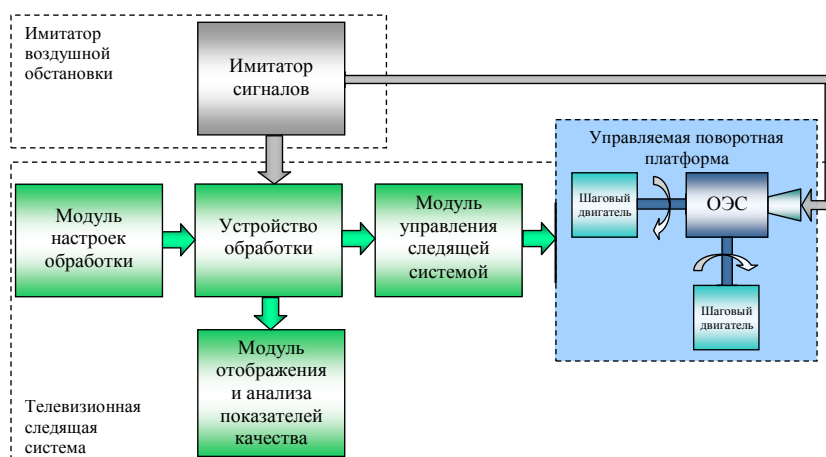 Имитатор
воздушной
обстановки
Имитатор
сигналов
Управляемая поворотная
платформа
Шаговый
двигатель
ОЭС
Шаговый
двигатель
Модуль
настроек
обработки
Устройство
обработки
Модуль
управления
следящей
системой
Модуль
отображения
и анализа
показателей
качества
Телевизионная
следящая
система